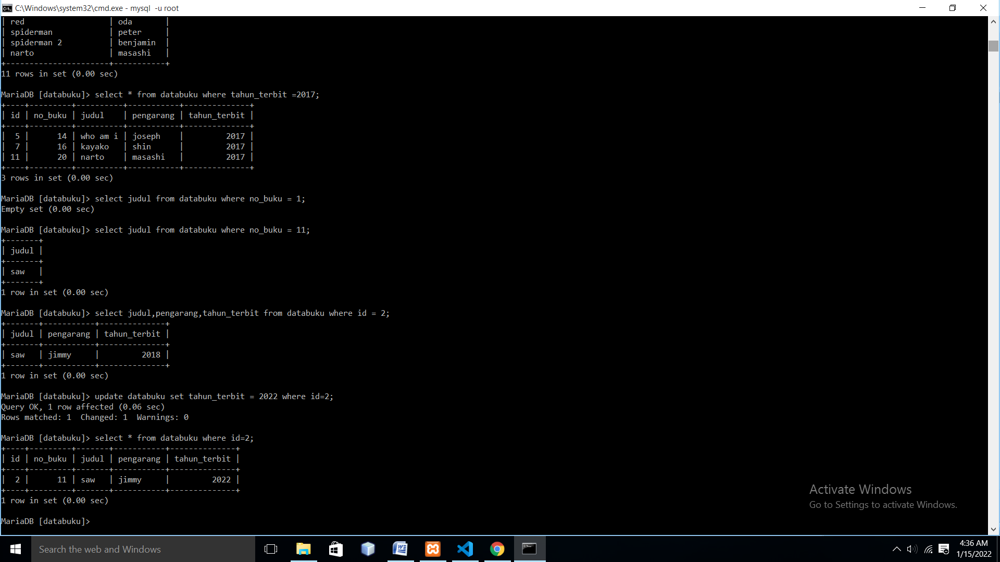 C:\Windows\system32\cmd.exe - mysql  -u root
| red                  | oda       |
| spiderman            | peter     |
| spiderman 2          | benjamin  |
| narto                | masashi   |
+----------------------+-----------+
11 rows in set (0.00 sec)
MariaDB [databuku]> select * from databuku where tahun_terbit =2017;
+----+---------+----------+-----------+--------------+
| id | no_buku | judul    | pengarang | tahun_terbit |
+----+---------+----------+-----------+--------------+
|  5 |      14 | who am i | joseph    |         2017 |
|  7 |      16 | kayako   | shin      |         2017 |
| 11 |      20 | narto    | masashi   |         2017 |
+----+---------+----------+-----------+--------------+
3 rows in set (0.00 sec)
MariaDB [databuku]> select judul from databuku where no_buku = 1;
Empty set (0.00 sec)
MariaDB [databuku]> select judul from databuku where no_buku = 11;
+-------+
| judul |
+-------+
| saw   |
+-------+
1 row in set (0.00 sec)
MariaDB [databuku]> select judul,pengarang,tahun_terbit from databuku where id = 2;
+-------+-----------+--------------+
| judul | pengarang | tahun_terbit |
+-------+-----------+--------------+
| saw   | jimmy     |         2018 |
+-------+-----------+--------------+
1 row in set (0.00 sec)
MariaDB [databuku]> update databuku set tahun_terbit = 2022 where id=2;
Query OK, 1 row affected (0.06 sec)
Rows matched: 1  Changed: 1  Warnings: 0
MariaDB [databuku]> select * from databuku where id=2;
+----+---------+-------+-----------+--------------+
| id | no_buku | judul | pengarang | tahun_terbit |
+----+---------+-------+-----------+--------------+
|  2 |      11 | saw   | jimmy     |         2022 |
+----+---------+-------+-----------+--------------+
1 row in set (0.00 sec)
MariaDB [databuku]>
Activate Windows
Go to Settings to activate Windows.
Search the web and Windows
4:36 AM
1/15/2022